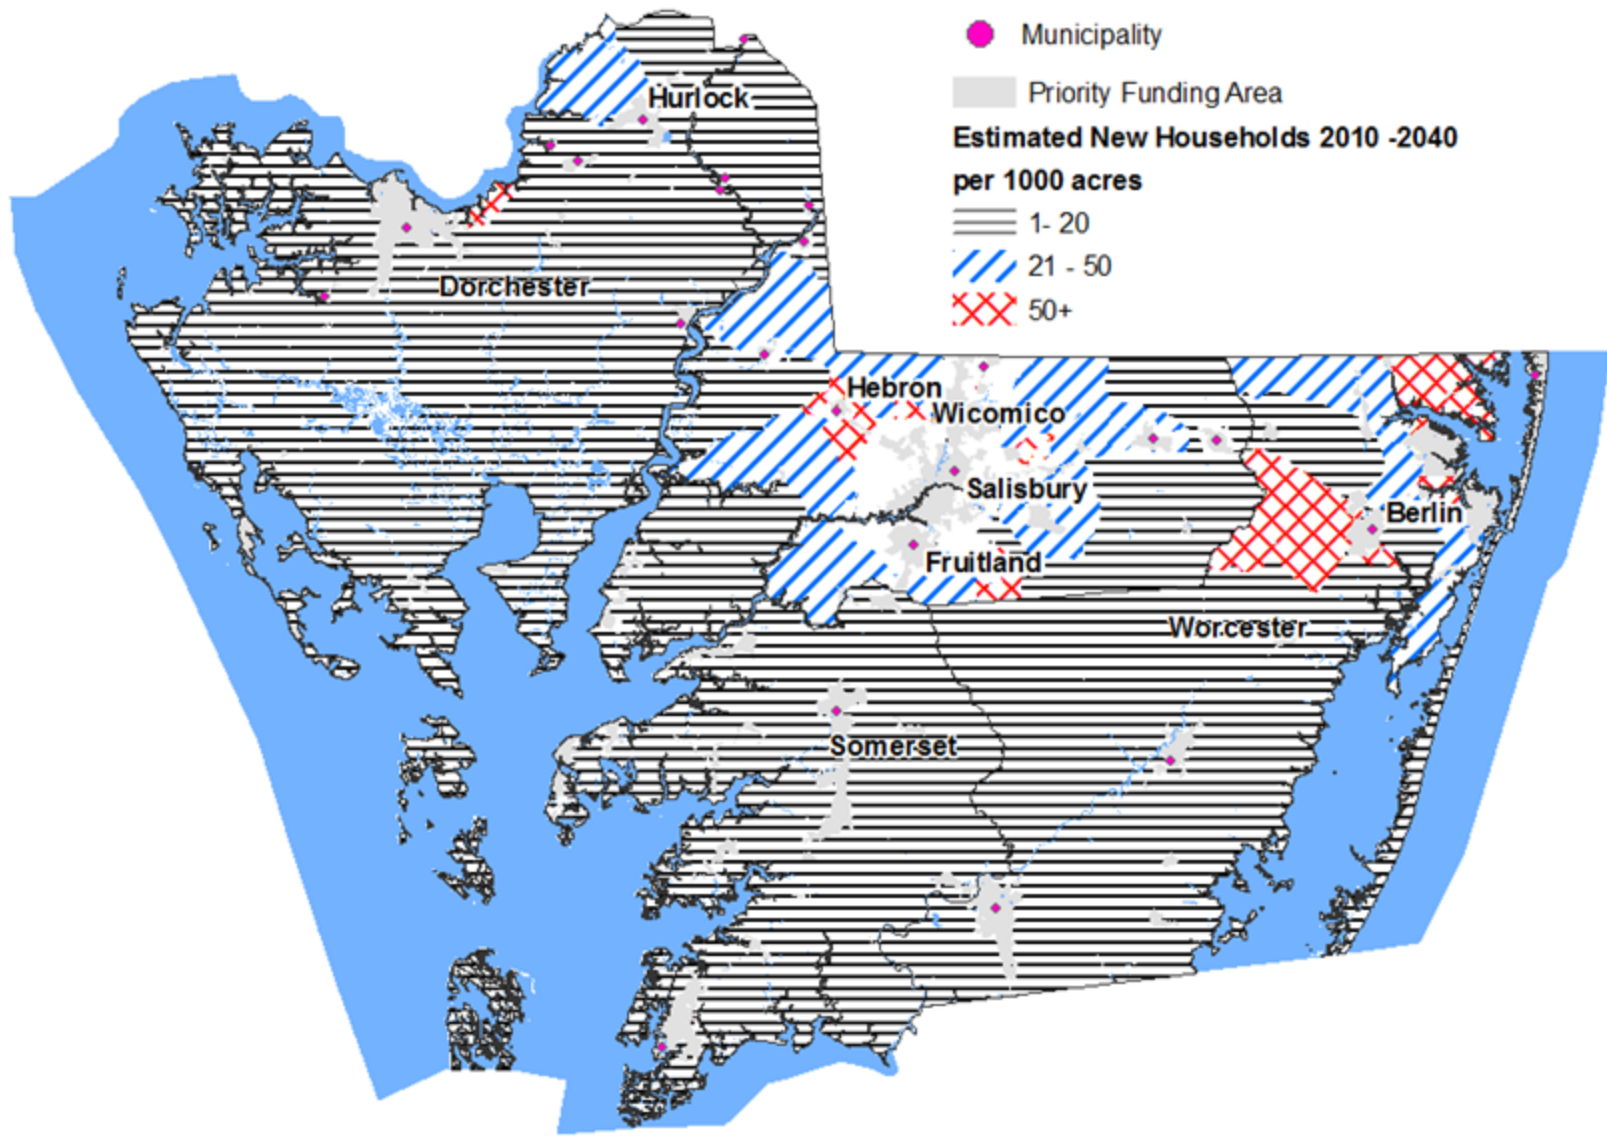 Municipality
Priority Funding Area
Estimated New Households 2010 -2040
per 1000 acres
1- 20
21 - 50
50+
Hurlock
Dorchester
Hebron
Wicomico
Salisbury
Berlin
Fruitland
Worcester
Somerset